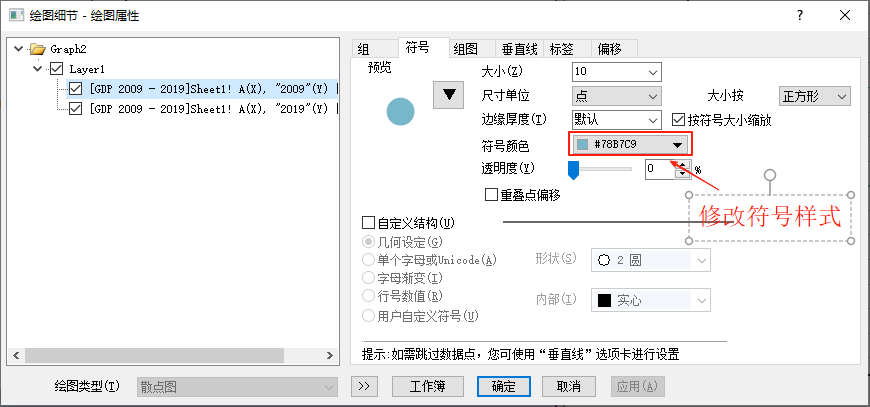 绘图细节 - 绘图属性
?
Graph2
Layer1
[GDP 2009 - 2019]Sheet1! A(X), "2009"(Y) |
[GDP 2009 - 2019]Sheet1! A(X), "2019"(Y) |
组 符号 组图 垂直线 标签 偏移
预览
大小(Z) 10
尺寸单位 点 大小按 正方形
边缘厚度(T) 默认 按符号大小缩放
符号颜色 #78B7C9
透明度(Y) 0 %
重叠点偏移
修改符号样式
自定义结构(U)
几何设定(G)
单个字母或Unicode(A) 形状(S) 2 圆
字母渐变(I)
行号数值(R) 内部(I) 实心
用户自定义符号(U)
提示:如需跳过数据点，您可使用“垂直线”选项卡进行设置
绘图类型(T) 散点图 >> 工作簿 确定 取消 应用(A)